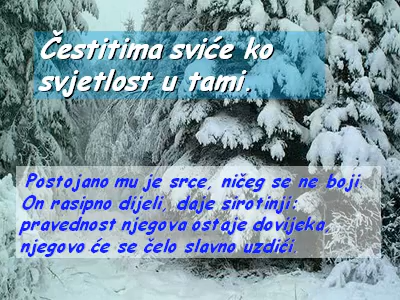 Čestitima sviće ko
svjetlost u tami.
Postojano mu je srce, ničeg se ne boji.
On rasipno dijeli, daje sirotinji:
pravednost njegova ostaje dovijeka,
njegovo će se čelo slavno uzdići.